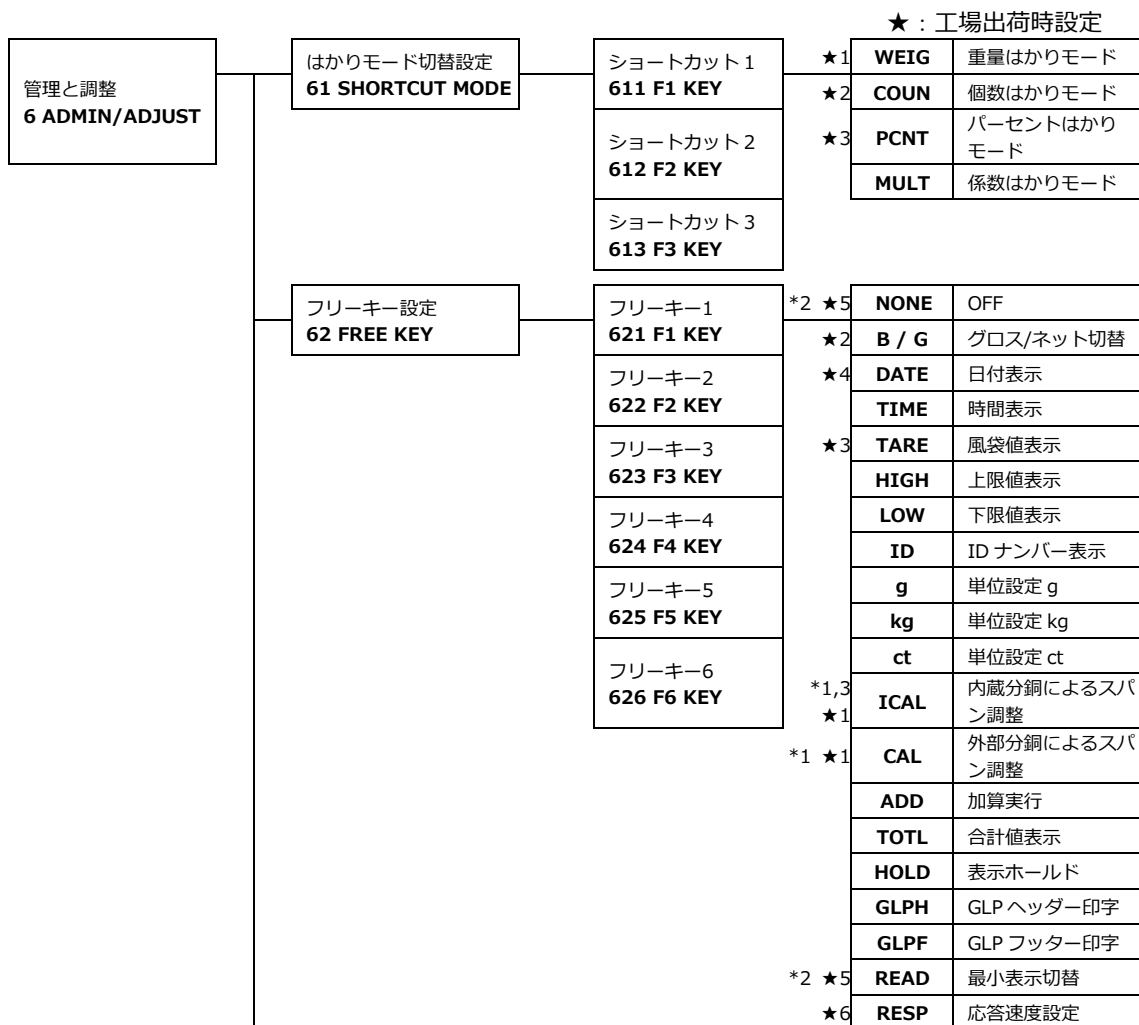 ★：工場出荷時設定
管理と調整
6 ADMIN/ADJUST
はかりモード切替設定
61 SHORTCUT MODE
ショートカット１
611 F1 KEY
ショートカット２
612 F2 KEY
ショートカット３
613 F3 KEY
★1 WEIG 重量はかりモード
★2 COUN 個数はかりモード
★3 PCNT パーセントはかり
モード
MULT 係数はかりモード
フリーキー設定
62 FREE KEY
フリーキー1
621 F1 KEY
フリーキー2
622 F2 KEY
フリーキー3
623 F3 KEY
フリーキー4
624 F4 KEY
フリーキー5
625 F5 KEY
フリーキー6
626 F6 KEY
*2 ★5 NONE OFF
★2 B / G グロス/ネット切替
★4 DATE 日付表示
TIME 時間表示
★3 TARE 風袋値表示
HIGH 上限値表示
LOW 下限値表示
ID ID ナンバー表示
g 単位設定 g
kg 単位設定 kg
ct 単位設定 ct
*1,3
★1 ICAL 内蔵分銅によるスパ
ン調整
*1 ★1 CAL 外部分銅によるスパ
ン調整
ADD 加算実行
TOTL 合計値表示
HOLD 表示ホールド
GLPH GLP ヘッダー印字
GLPF GLP フッター印字
*2 ★5 READ 最小表示切替
★6 RESP 応答速度設定